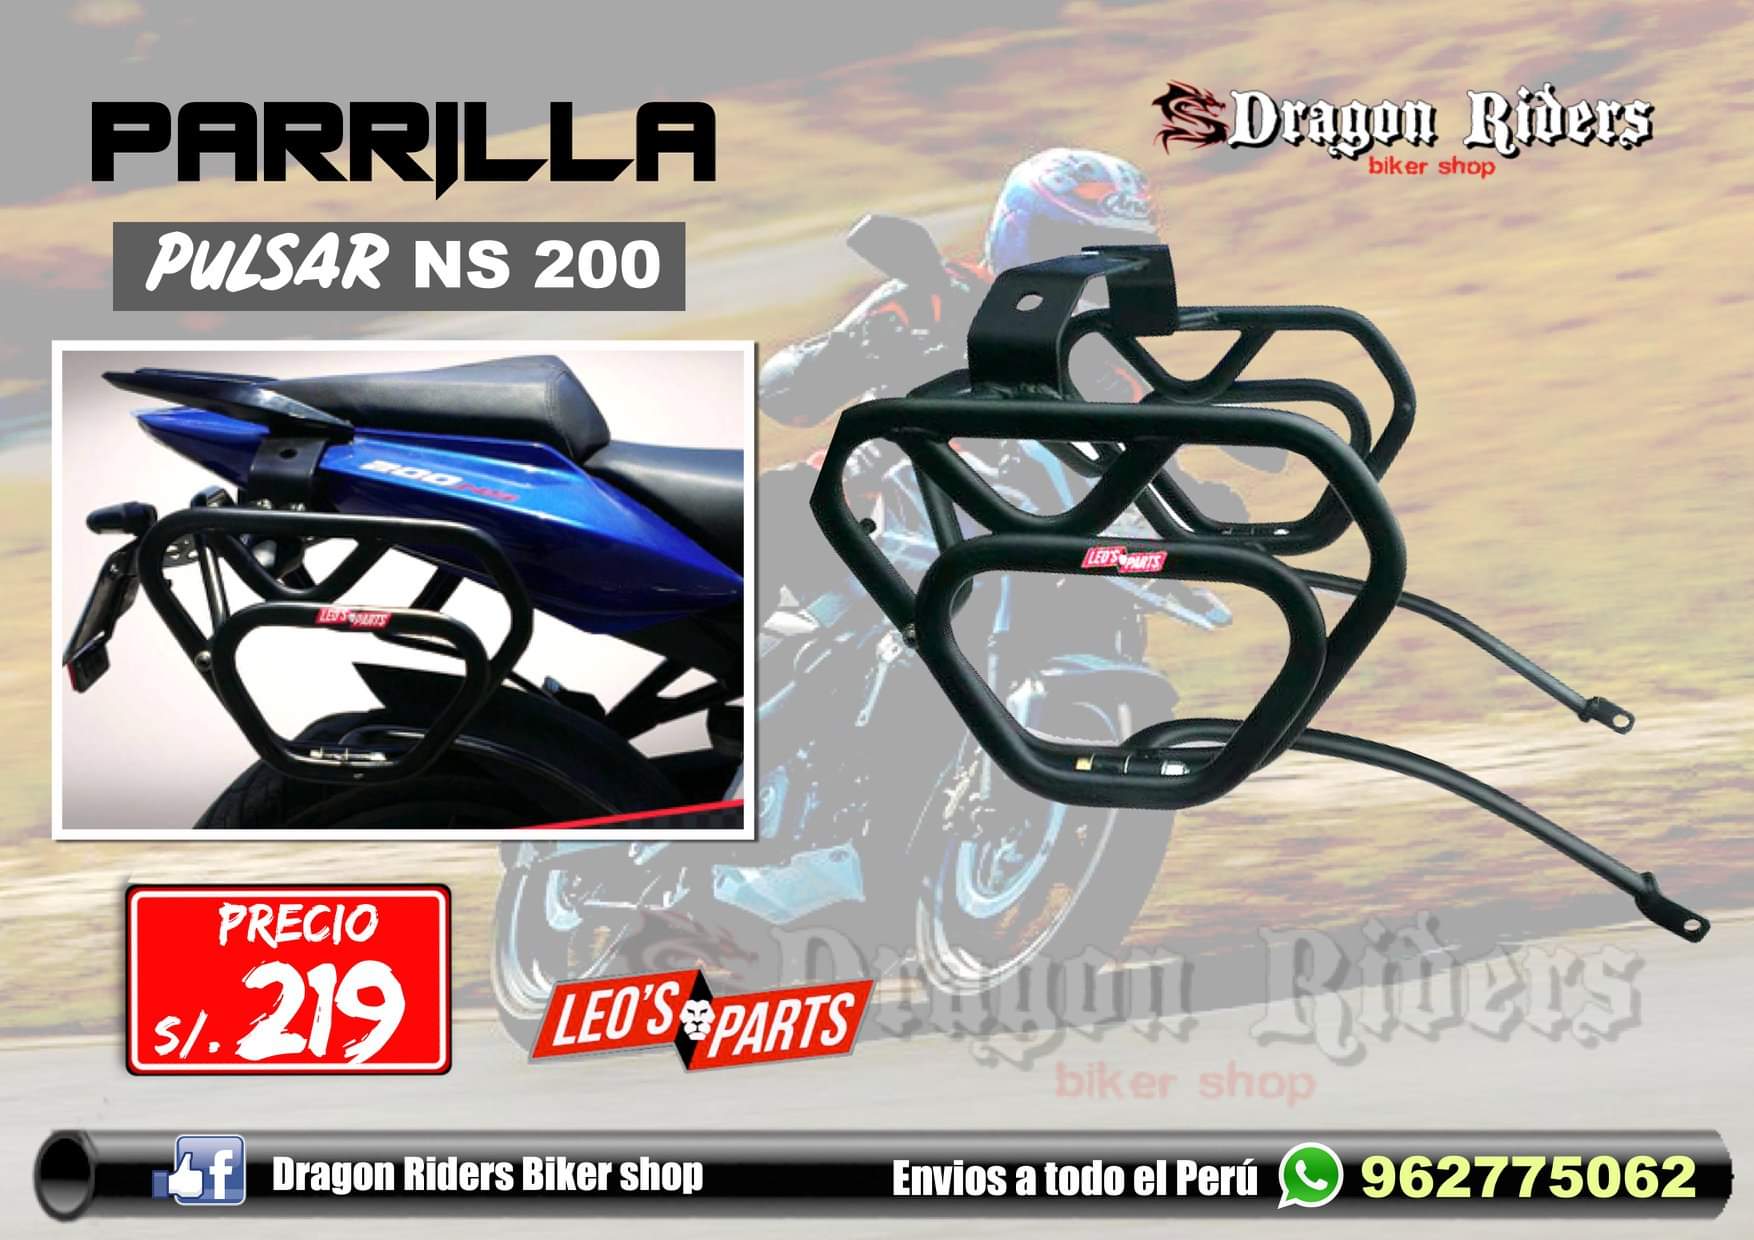 PARRILLA
Dragon Riders
biker shop
PULSAR NS 200
200
LEO'S PARTS
LEO'S PARTS
PRECIO
S/. 219
LEO'S PARTS
Dragon Riders
biker shop
f Dragon Riders Biker shop
Envios a todo el Perú 962775062